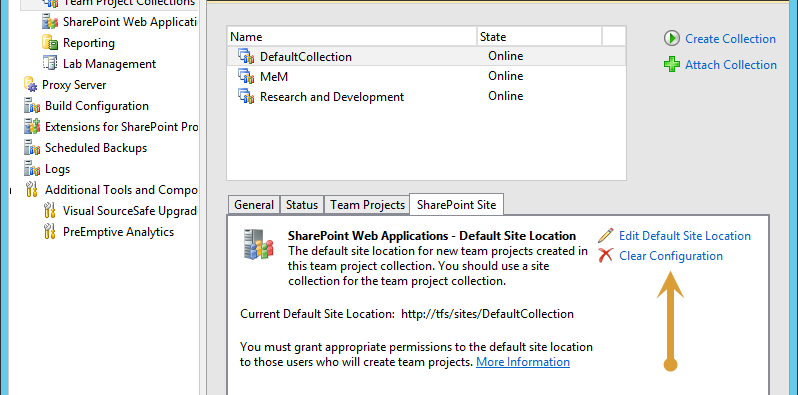 Team Project Collections
SharePoint Web Applicati
Reporting
Lab Management
Proxy Server
Build Configuration
Extensions for SharePoint Pro
Scheduled Backups
Logs
Additional Tools and Compo
Visual SourceSafe Upgrad
PreEmptive Analytics
Name State
DefaultCollection Online
MeM Online
Research and Development Online
Create Collection
Attach Collection
General Status Team Projects SharePoint Site
SharePoint Web Applications - Default Site Location
The default site location for new team projects created in
this team project collection. You should use a site
collection for the team project collection.
Edit Default Site Location
Clear Configuration
Current Default Site Location: http://tfs/sites/DefaultCollection
You must grant appropriate permissions to the default site location
to those users who will create team projects. More Information